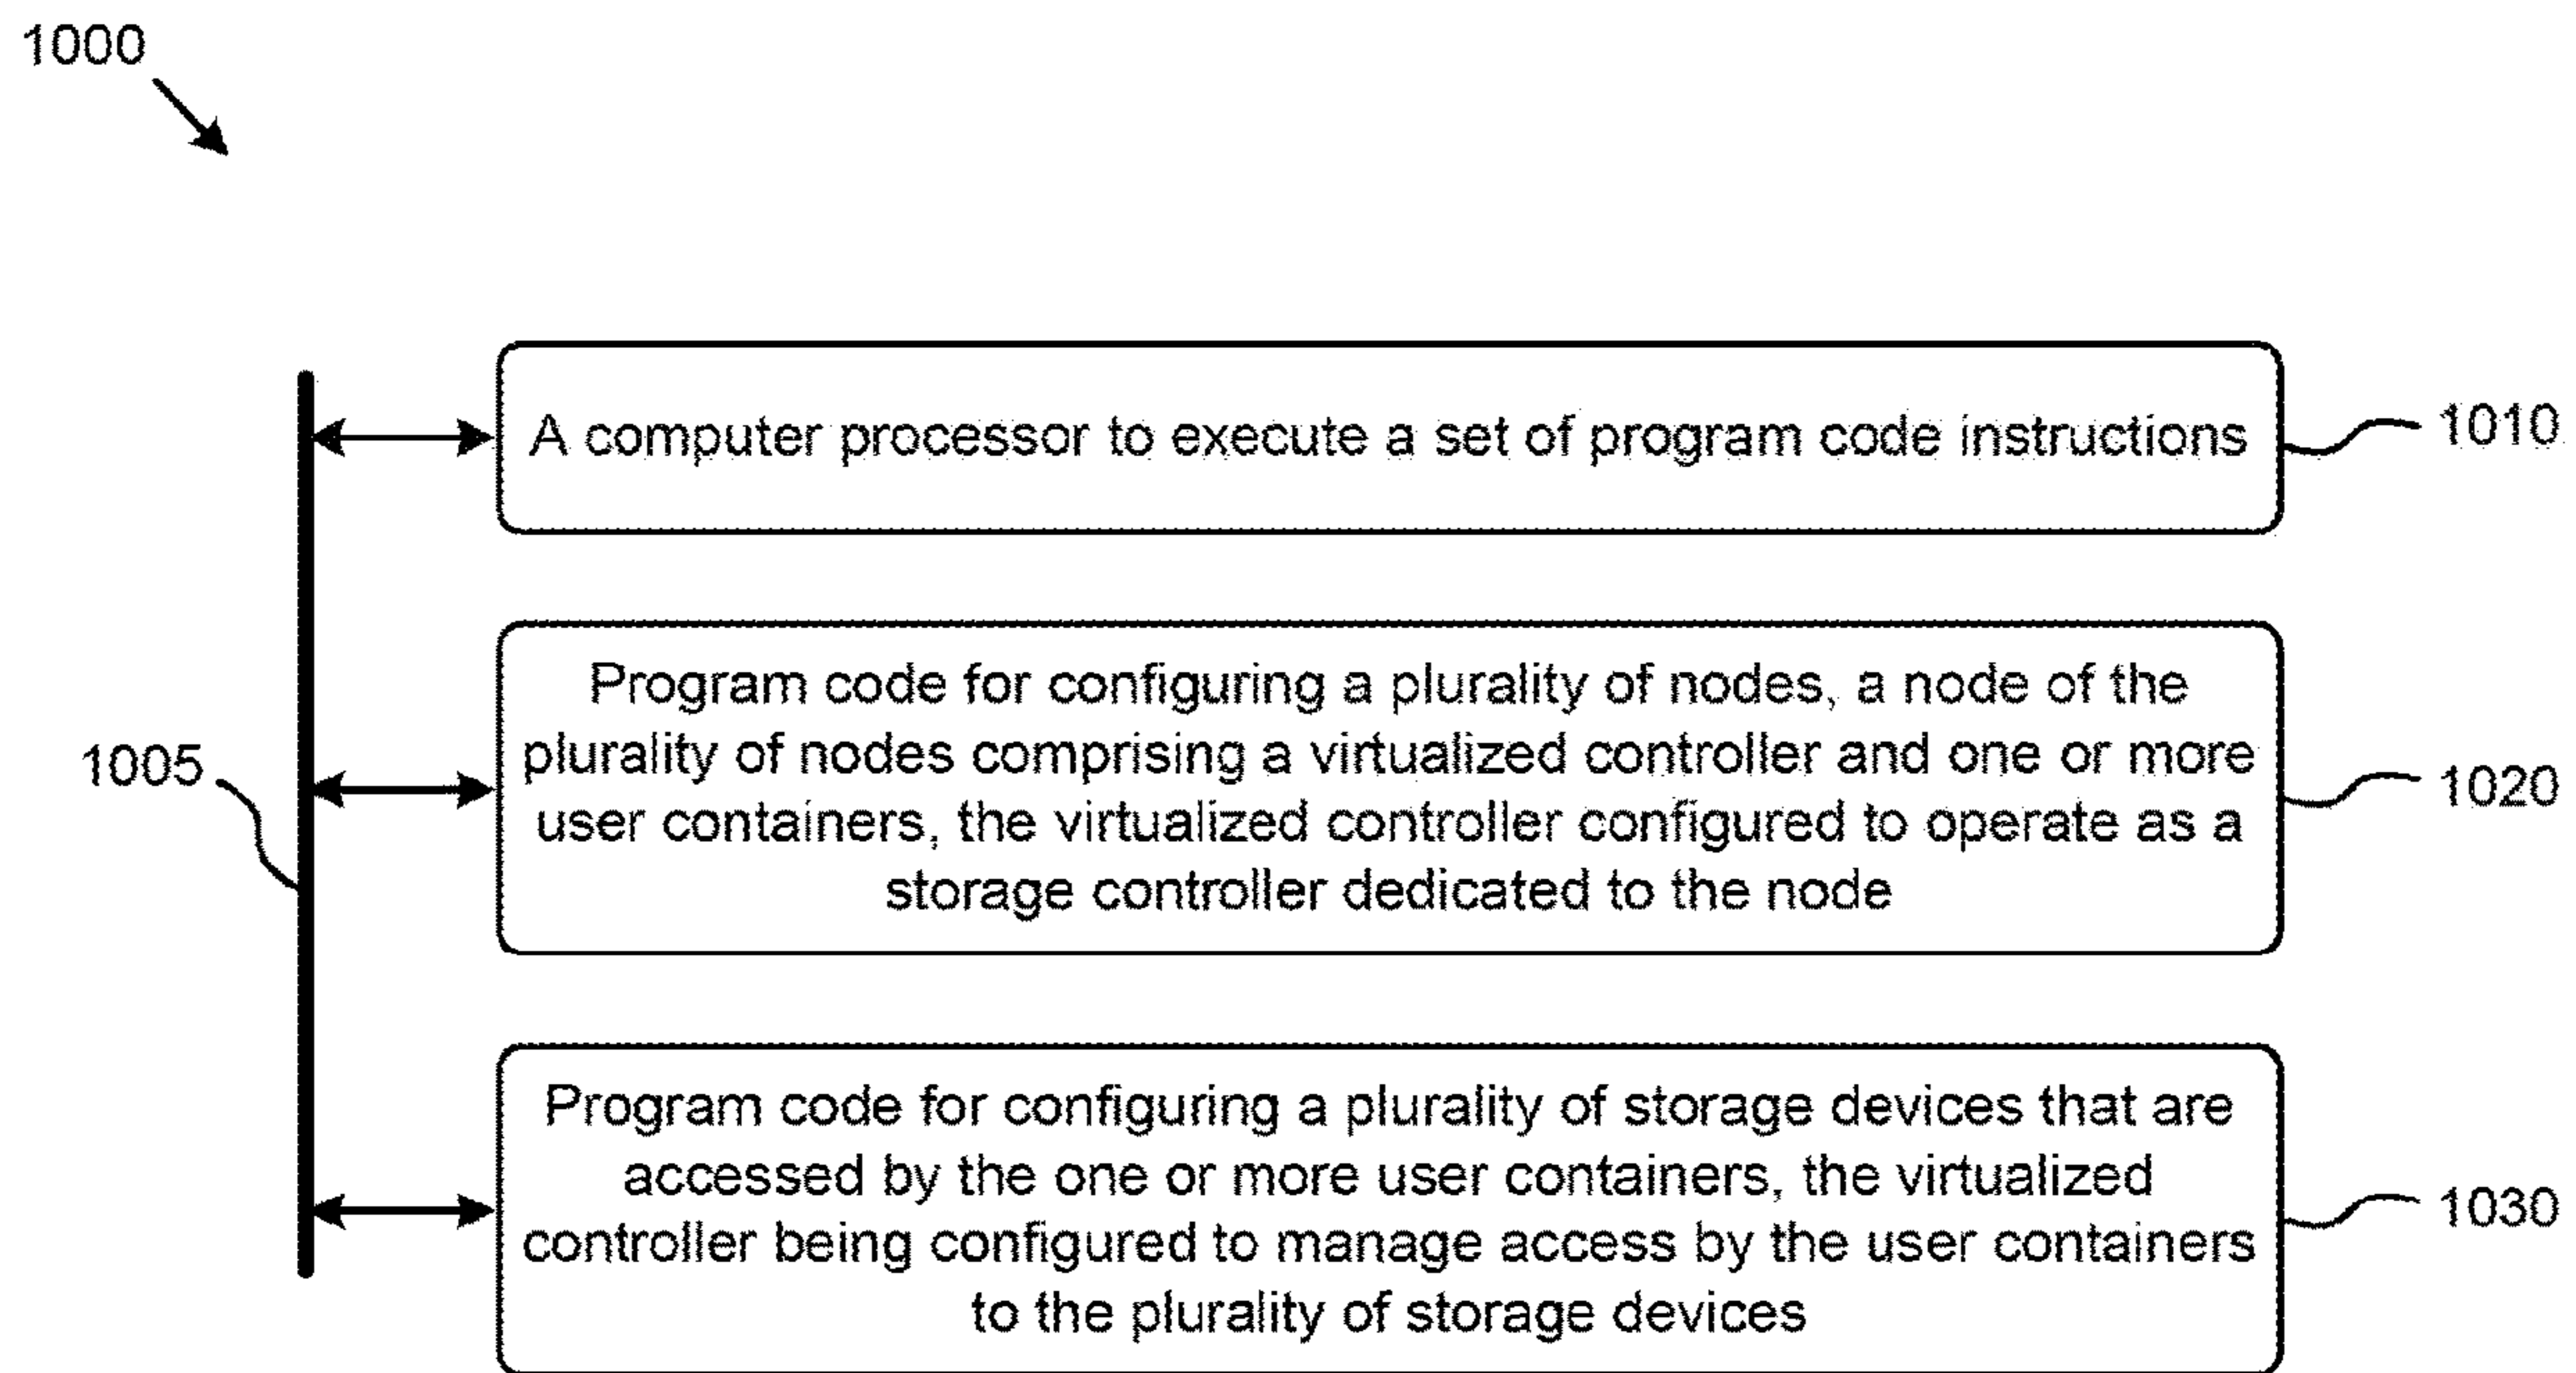 1000
A computer processor to execute a set of program code instructions
1010
Program code for configuring a plurality of nodes, a node of the
plurality of nodes comprising a virtualized controller and one or more
user containers, the virtualized controller configured to operate as a
storage controller dedicated to the node
1005
1020
Program code for configuring a plurality of storage devices that are
accessed by the one or more user containers, the virtualized
controller being configured to manage access by the user containers
to the plurality of storage devices
1030